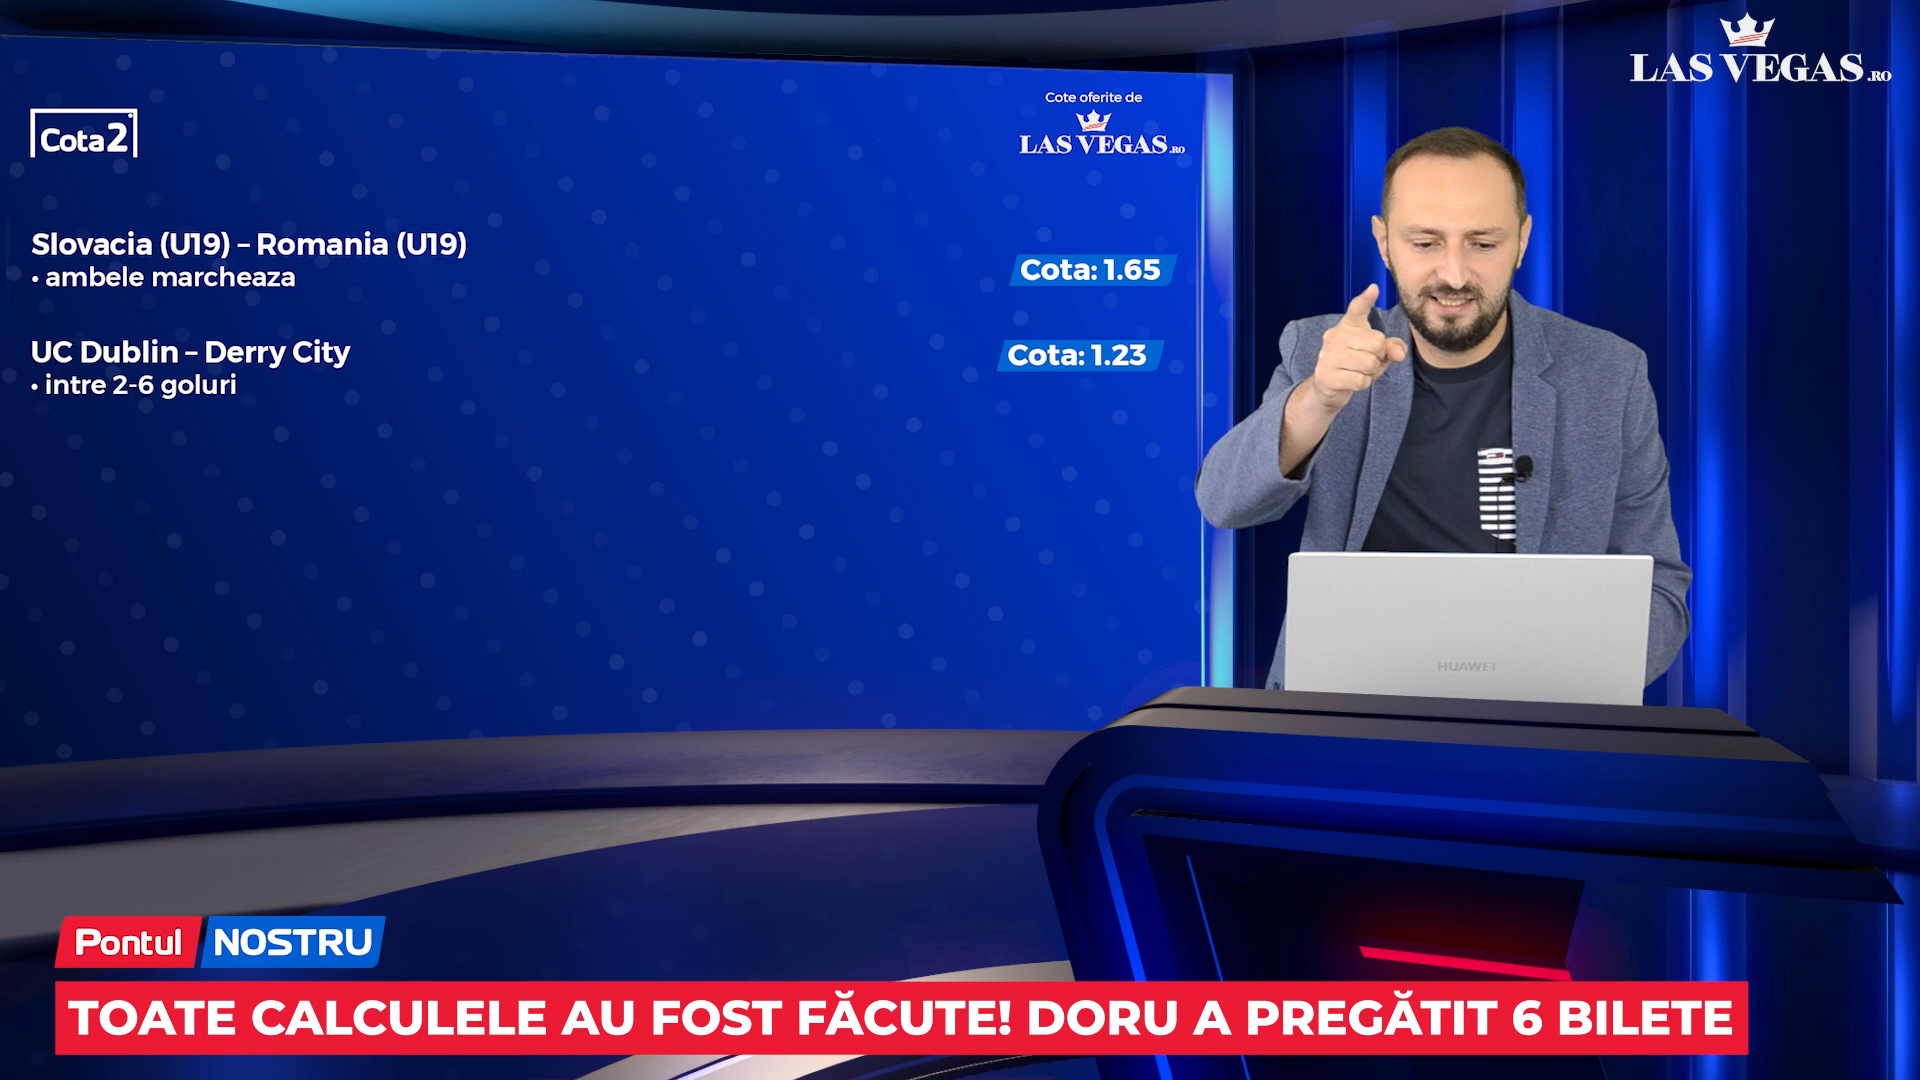 LAS VEGAS.RO
Cote oferite de
LAS VEGAS.RO
Cota2
Slovacia (U19) – Romania (U19)
• ambele marcheaza
Cota: 1.65
UC Dublin – Derry City
• intre 2-6 goluri
Cota: 1.23
HUAWEI
Pontul NOSTRU
TOATE CALCULELE AU FOST FĂCUTE! DORU A PREGĂTIT 6 BILETE